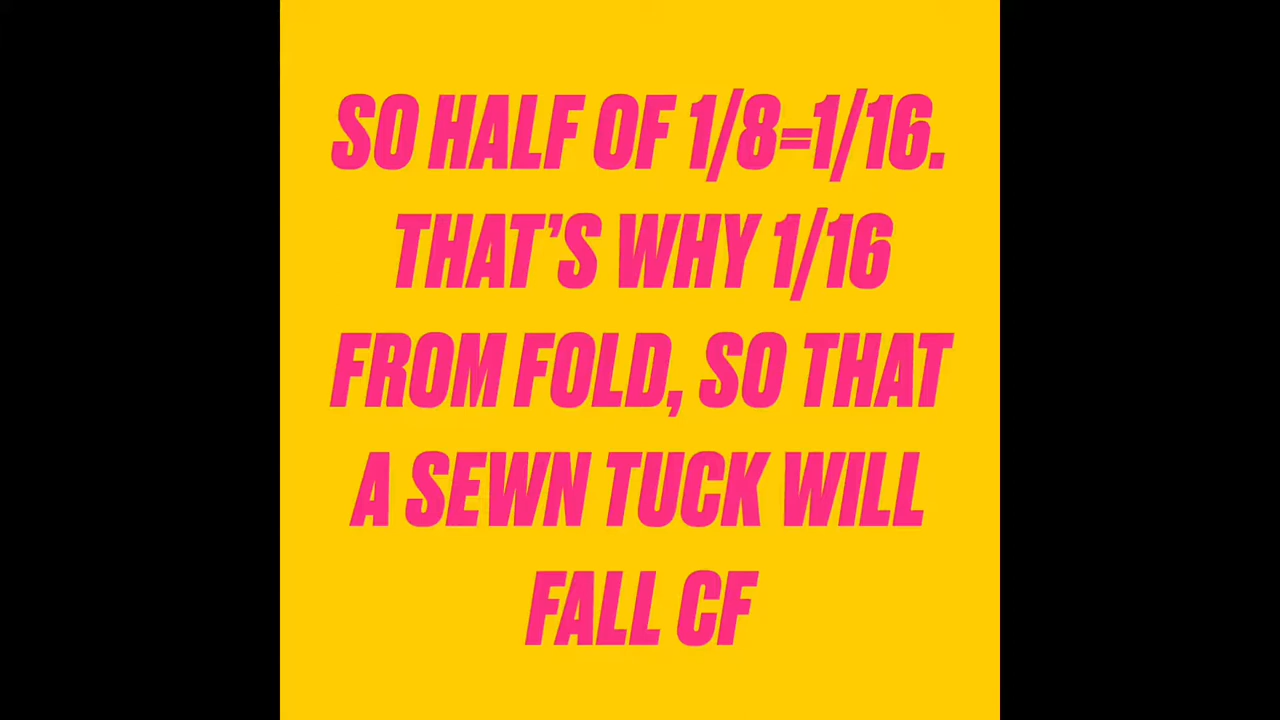 SO HALF OF 1/8=1/16.
THAT’S WHY 1/16
FROM FOLD, SO THAT
A SEWN TUCK WILL
FALL CF